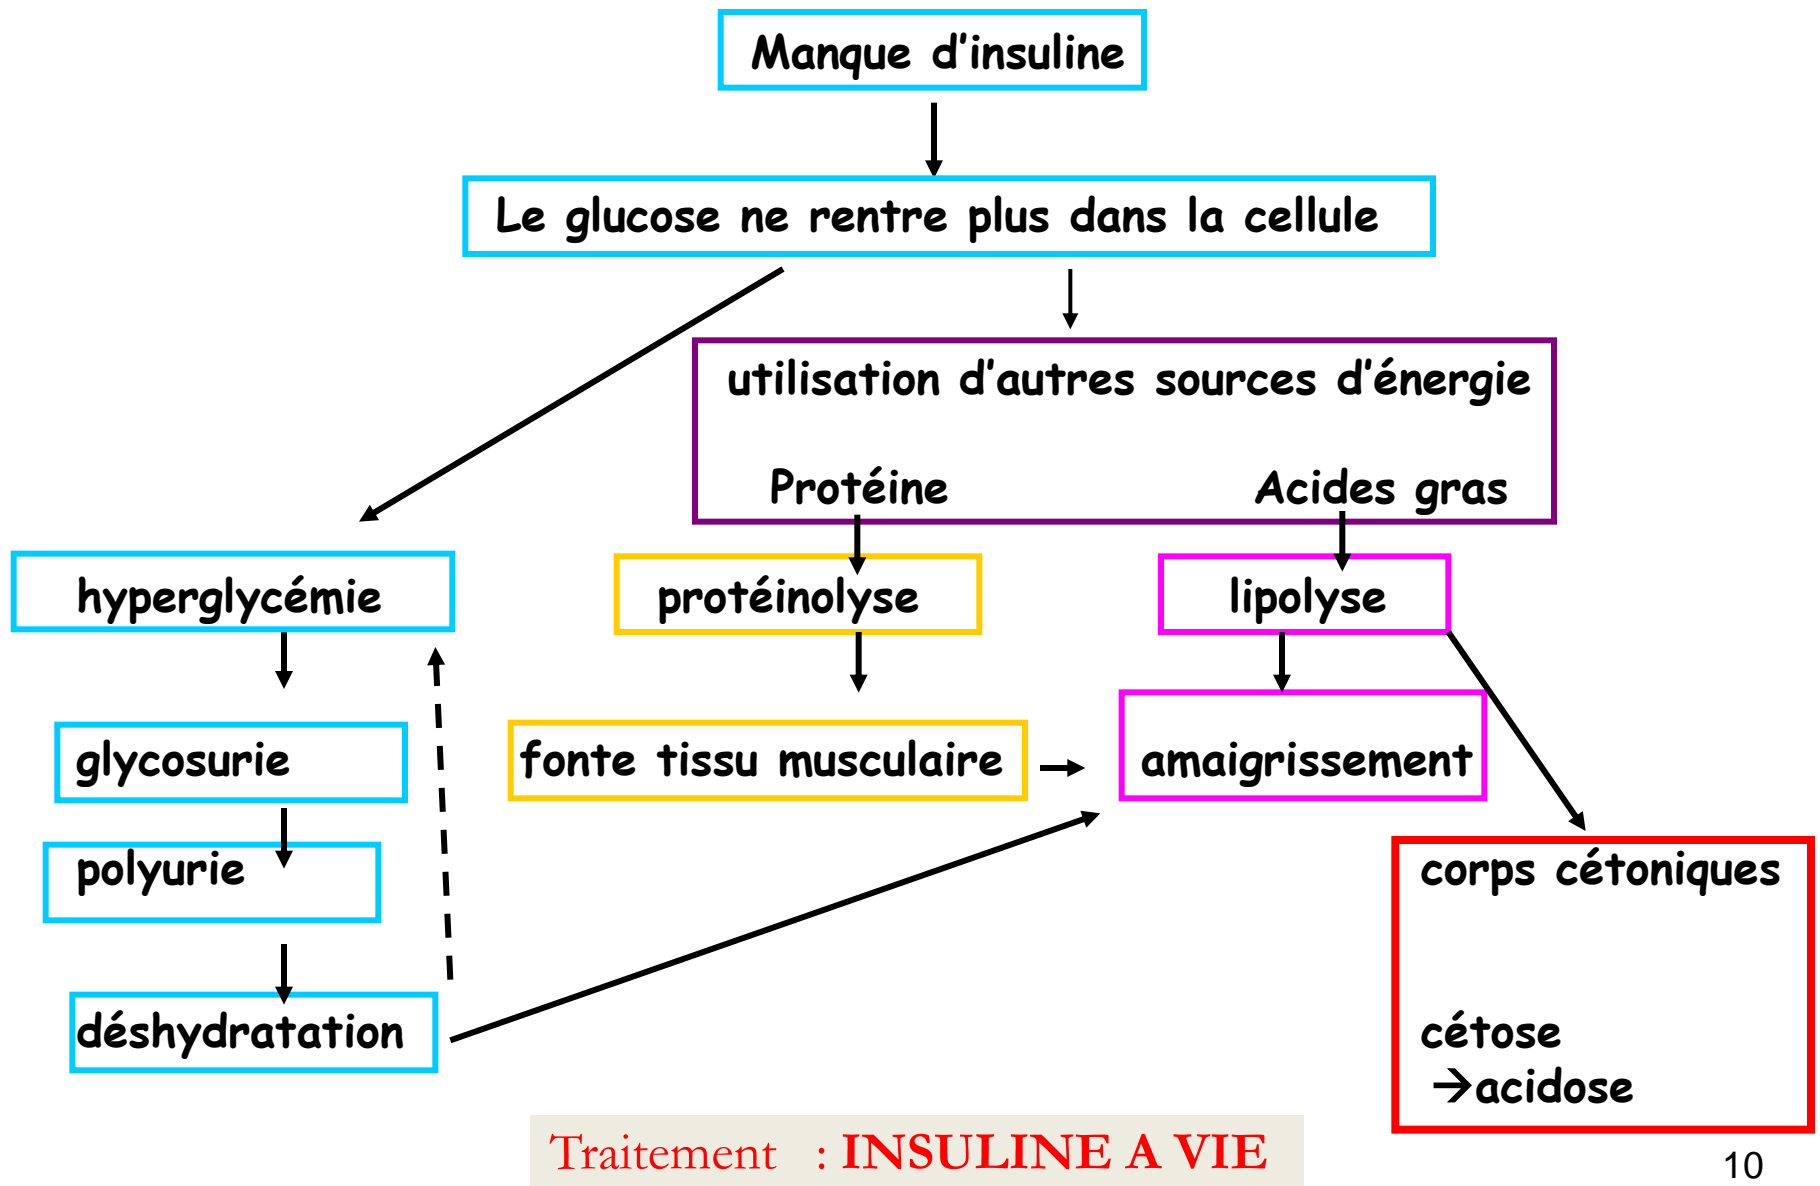 Manque d'insuline
Le glucose ne rentre plus dans la cellule
utilisation d'autres sources d'énergie
Protéine
Acides gras
hyperglycémie
protéinolyse
lipolyse
glycosurie
fonte tissu musculaire
amaigrissement
polyurie
corps cétoniques
déshydratation
cétose
→acidose
Traitement : INSULINE A VIE
10